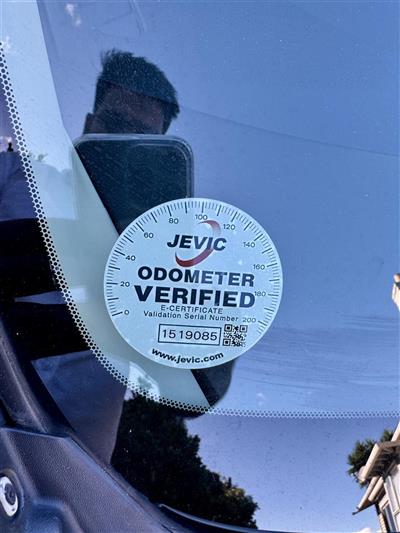 0 20 40 60 80 100 120 140 160 180 200
JEVIC
ODOMETER
VERIFIED
E-CERTIFICATE
Validation Serial Number
1519085
www.jevic.com